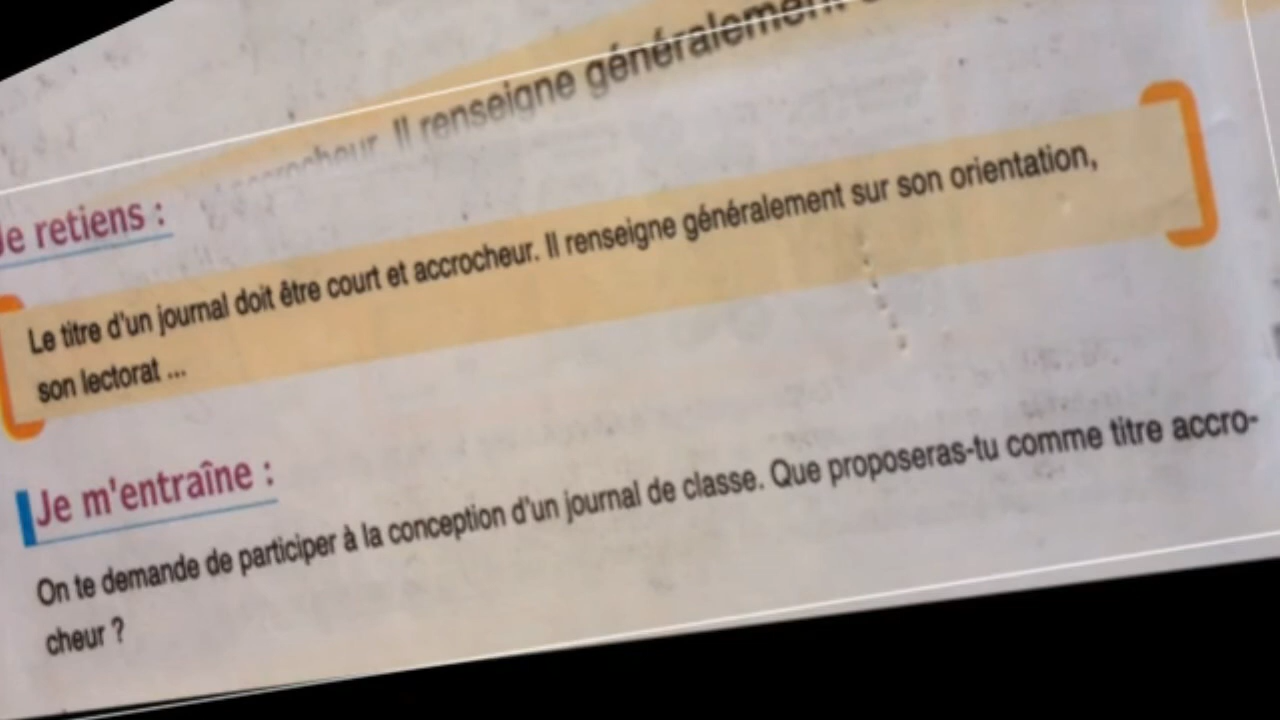 accrocheur. Il renseigne généralement
Je retiens :
Le titre d'un journal doit être court et accrocheur. Il renseigne généralement sur son orientation,
son lectorat ...
Je m'entraîne :
On te demande de participer à la conception d'un journal de classe. Que proposeras-tu comme titre accro-
cheur ?